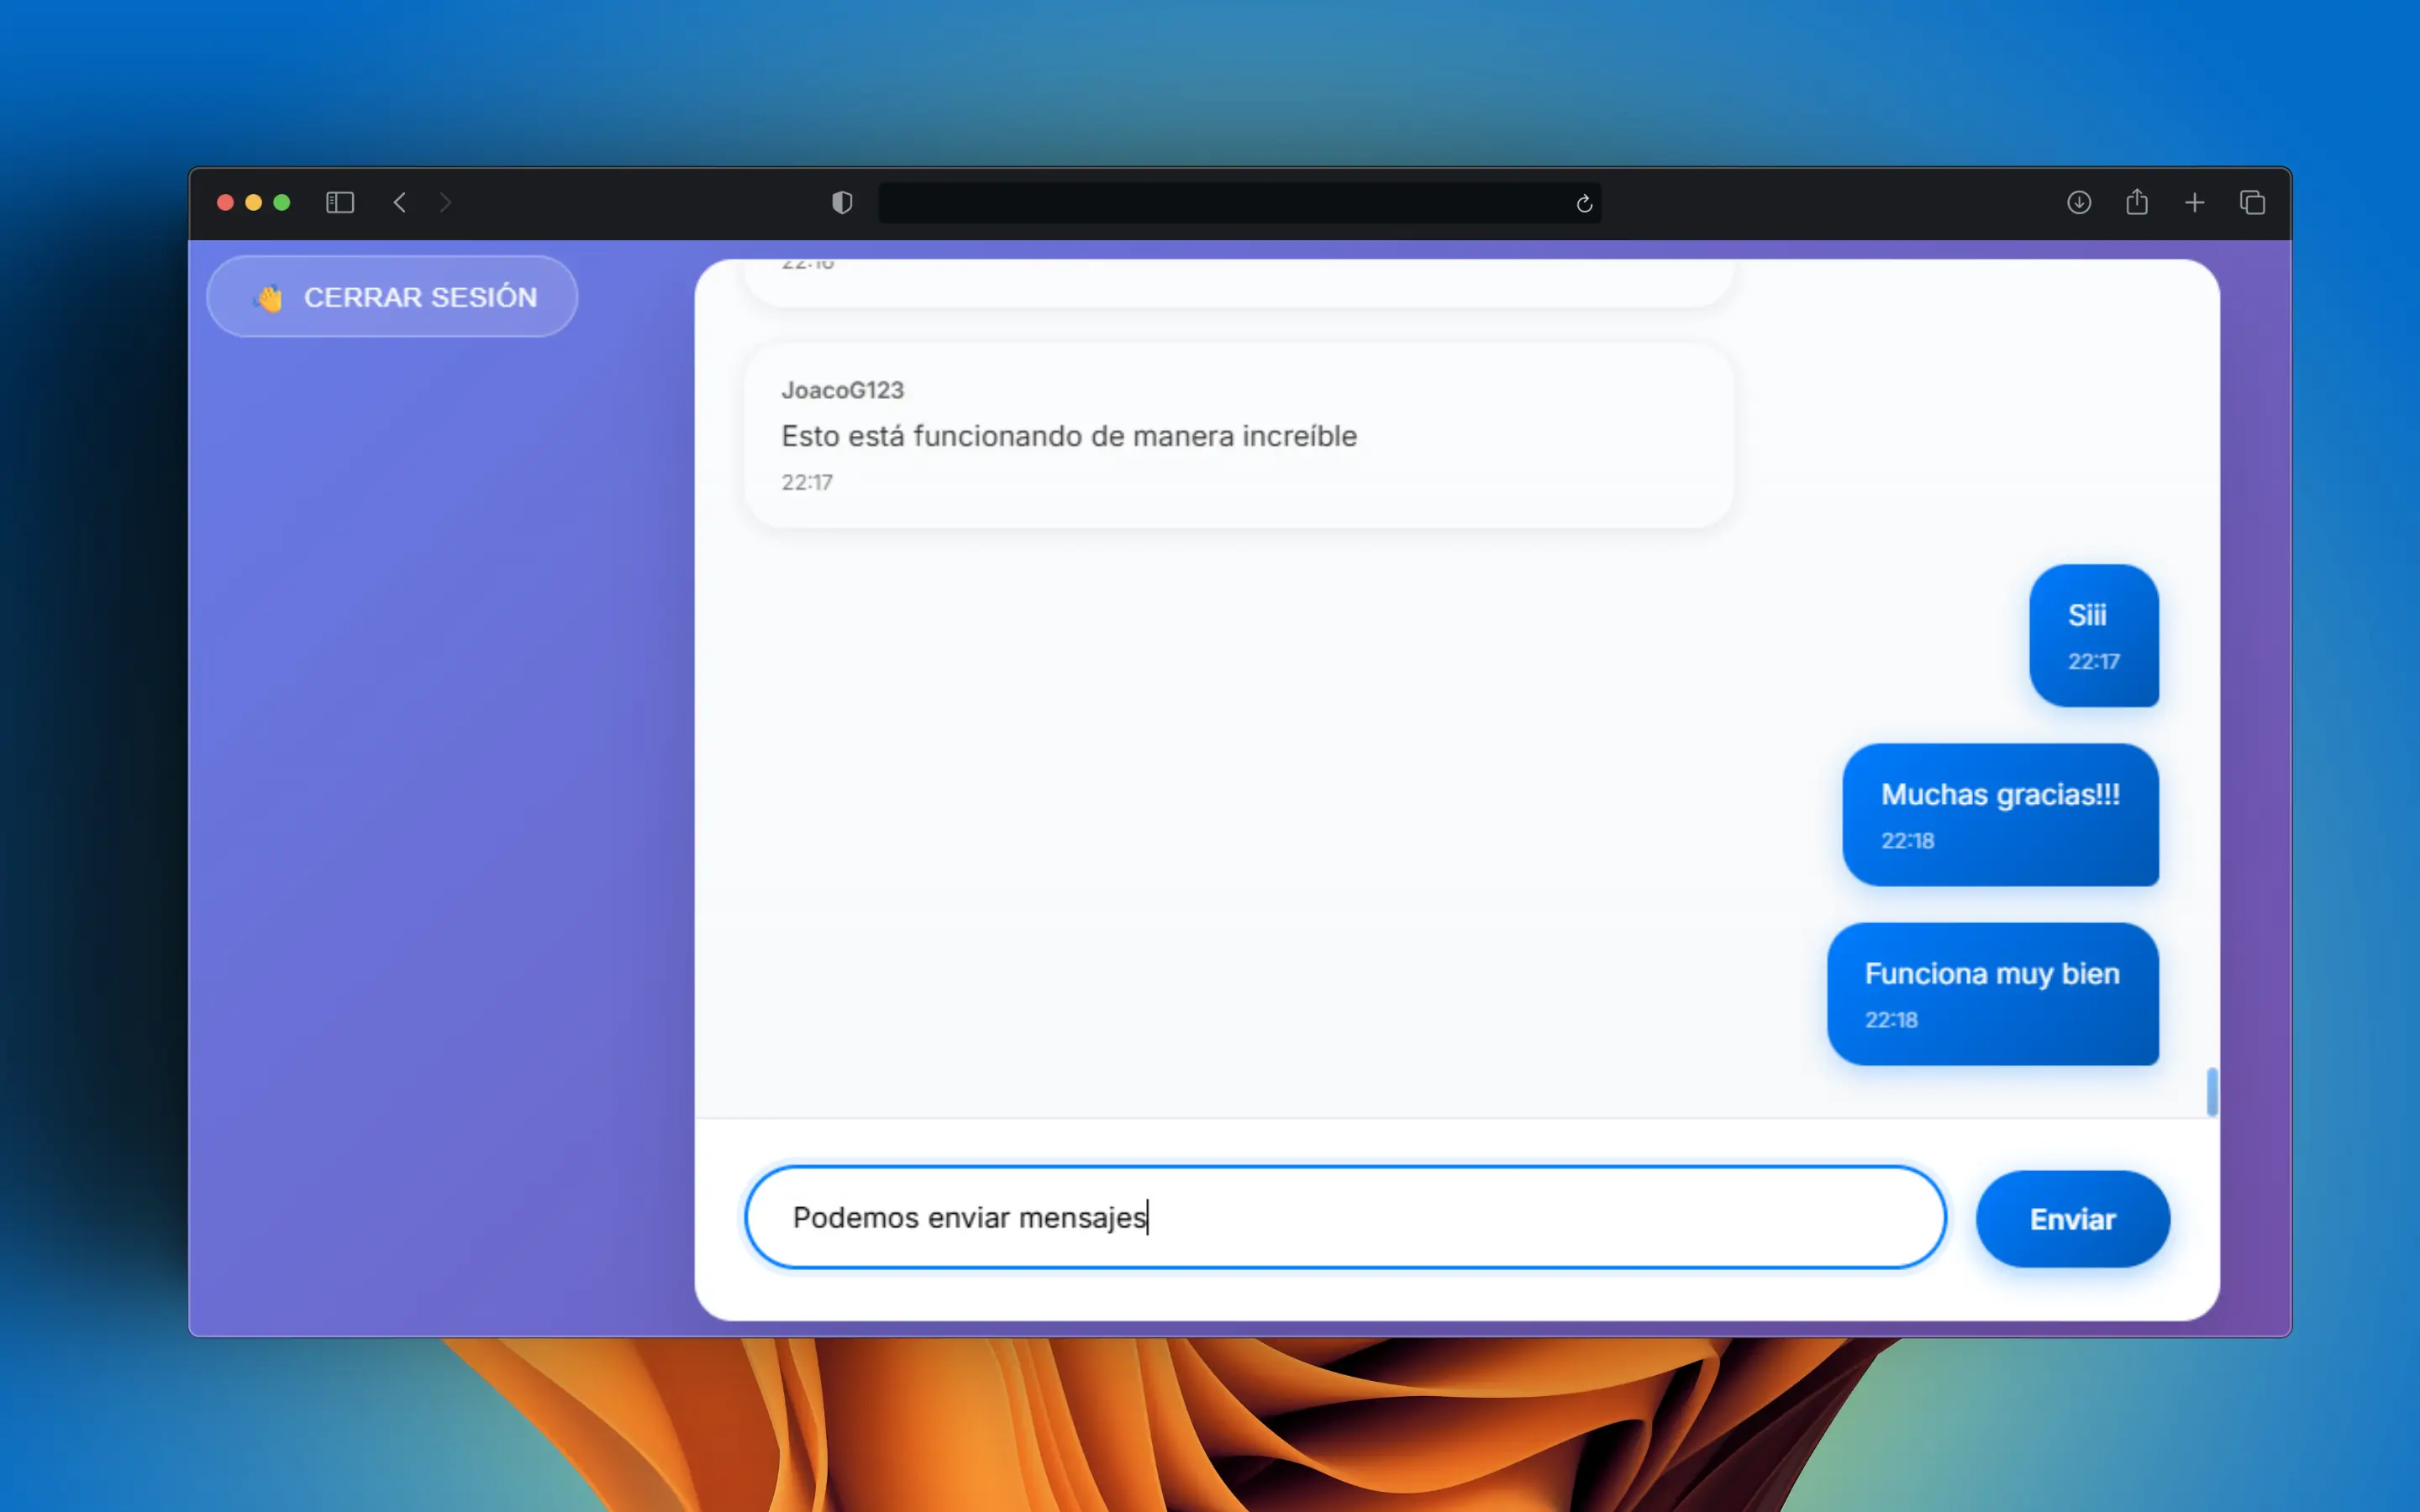 👋 CERRAR SESIÓN
JoacoG123
Esto está funcionando de manera increíble
22:17
Siii
22:17
Muchas gracias!!!
22:18
Funciona muy bien
22:18
Podemos enviar mensajes
Enviar